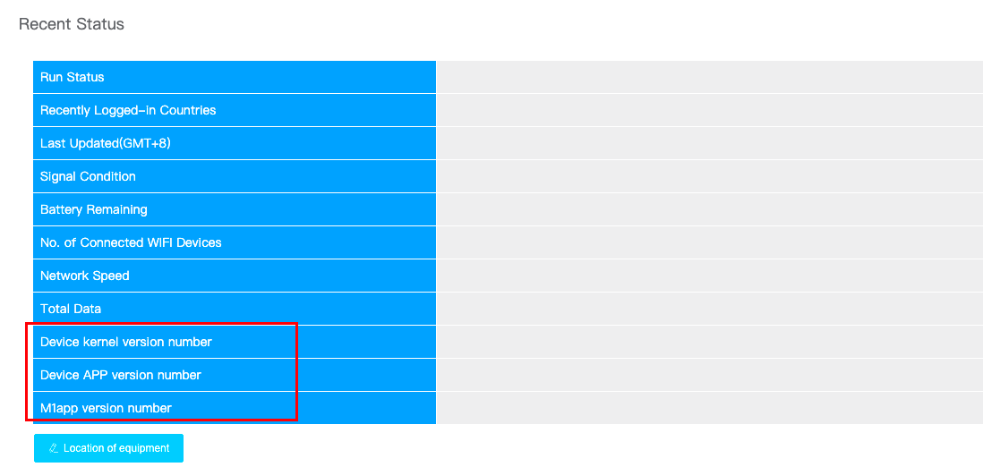 Recent Status
Run Status
Recently Logged-in Countries
Last Updated(GMT+8)
Signal Condition
Battery Remaining
No. of Connected WIFI Devices
Network Speed
Total Data
Device kernel version number
Device APP version number
M1app version number
Location of equipment